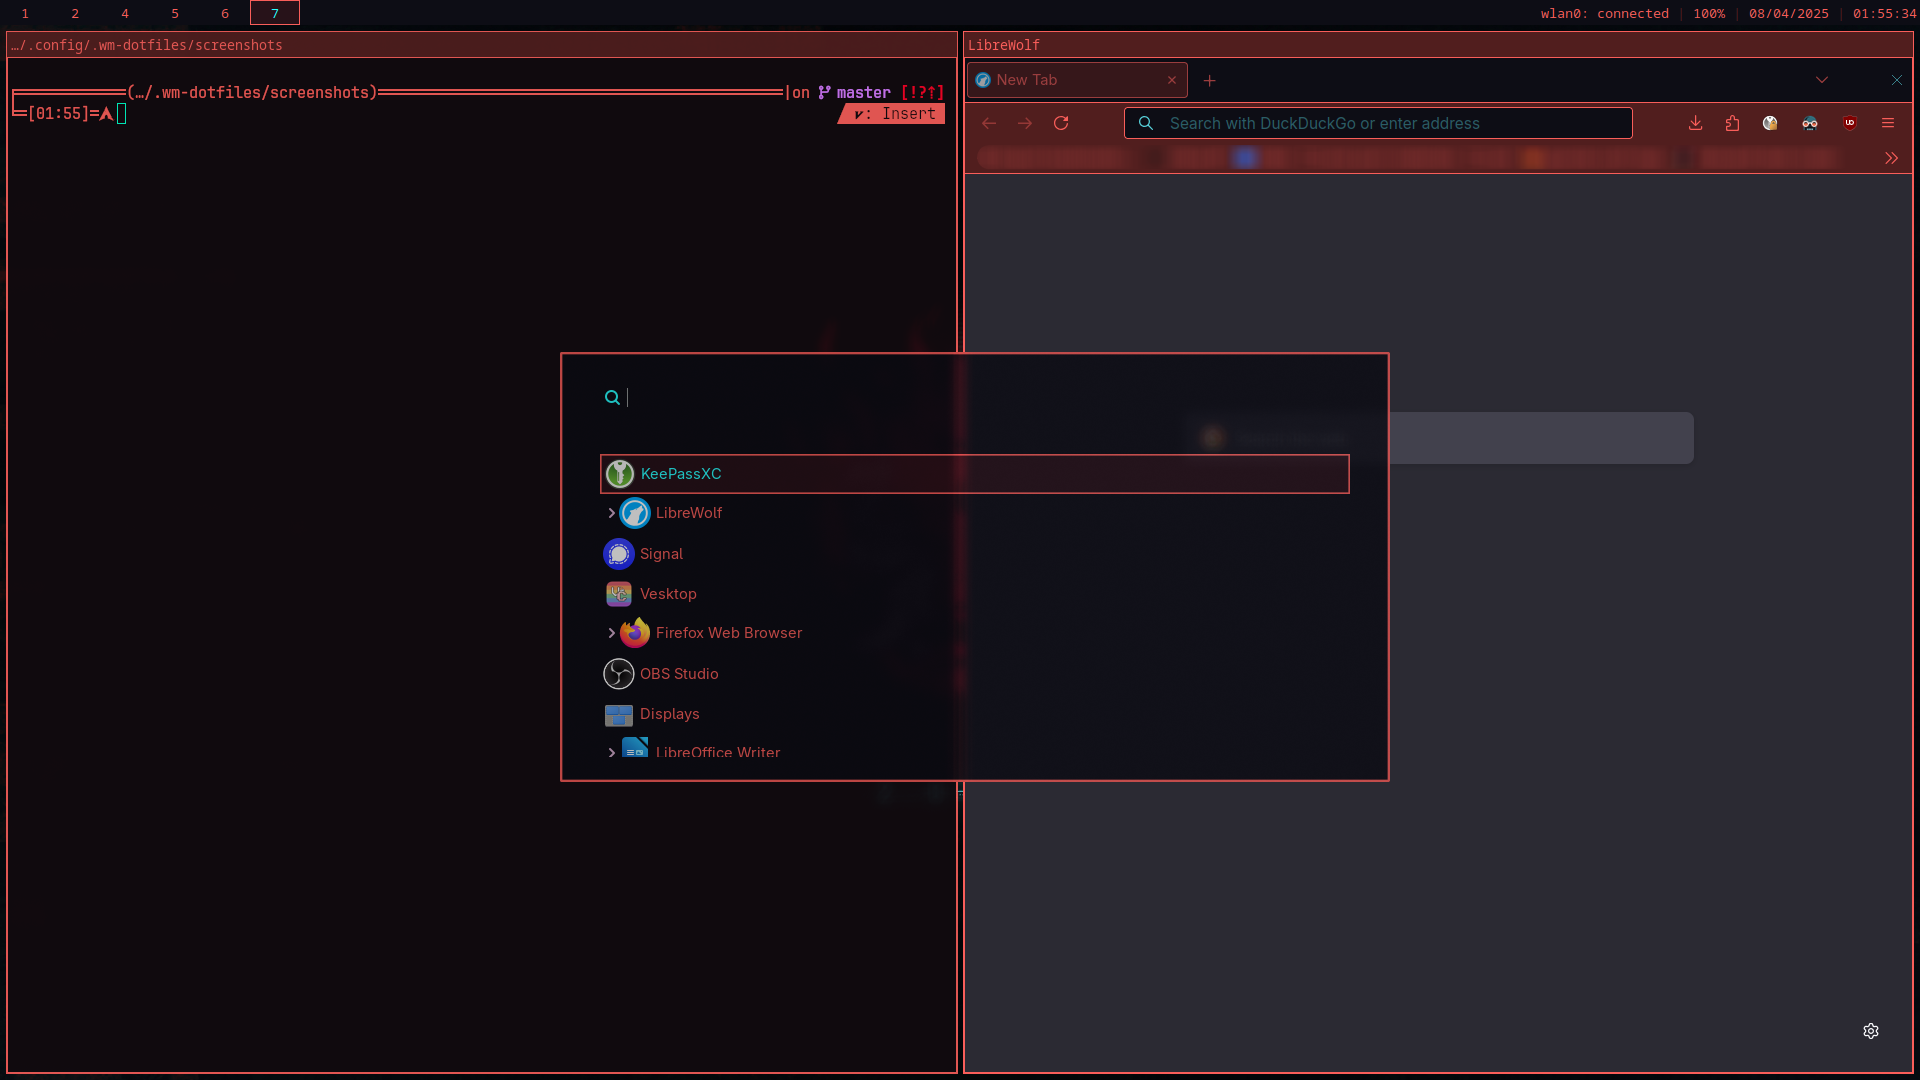 1 2 4 5 6 7
wlan0: connected | 100% | 08/04/2025 | 01:55:34
…/.config/.wm-dotfiles/screenshots
(…/.wm-dotfiles/screenshots) |on master [!?⇡]
[01:55]= v: Insert
LibreWolf
New Tab
Search with DuckDuckGo or enter address
KeePassXC
LibreWolf
Signal
Vesktop
Firefox Web Browser
OBS Studio
Displays
LibreOffice Writer